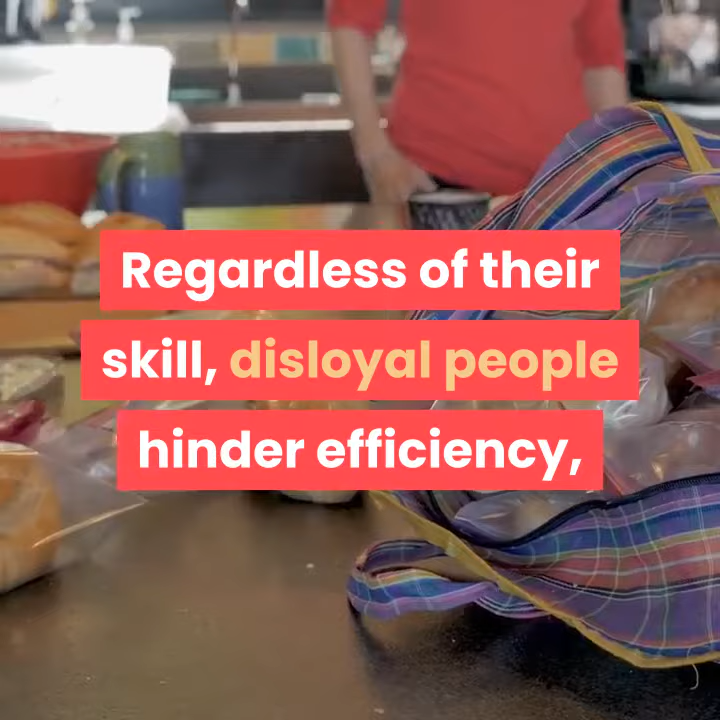 Regardless of their
skill, disloyal people
hinder efficiency,